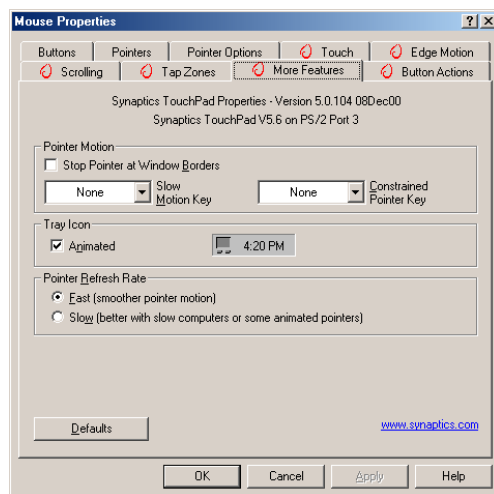 Mouse Properties
Buttons Pointers Pointer Options Touch Edge Motion
Scrolling Tap Zones More Features Button Actions
Synaptics TouchPad Properties - Version 5.0.104 08Dec00
Synaptics TouchPad V5.6 on PS/2 Port 3
Pointer Motion
Stop Pointer at Window Borders
None Slow Motion Key None Constrained Pointer Key
Tray Icon
Animated 4:20 PM
Pointer Refresh Rate
Fast (smoother pointer motion)
Slow (better with slow computers or some animated pointers)
Defaults www.synaptics.com
OK Cancel Apply Help